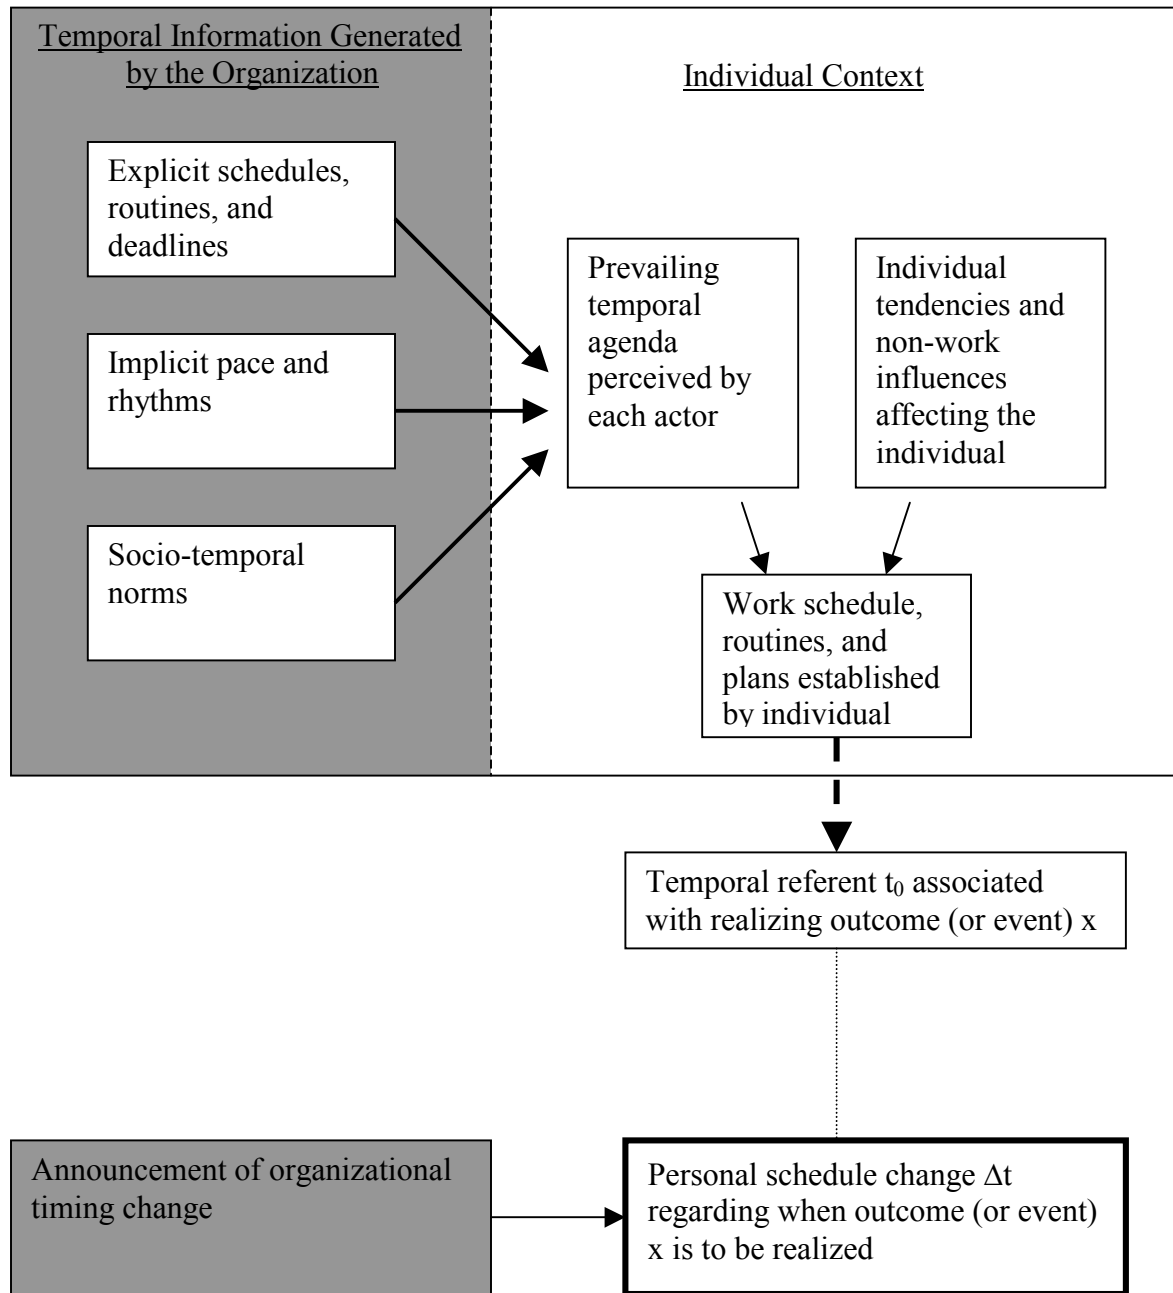 Temporal Information Generated
by the Organization
Individual Context
Explicit schedules,
routines, and
deadlines
Implicit pace and
rhythms
Socio-temporal
norms
Prevailing
temporal
agenda
perceived by
each actor
Individual
tendencies and
non-work
influences
affecting the
individual
Work schedule,
routines, and
plans established
by individual
Temporal referent t₀ associated
with realizing outcome (or event) x
Announcement of organizational
timing change
Personal schedule change Δt
regarding when outcome (or event)
x is to be realized